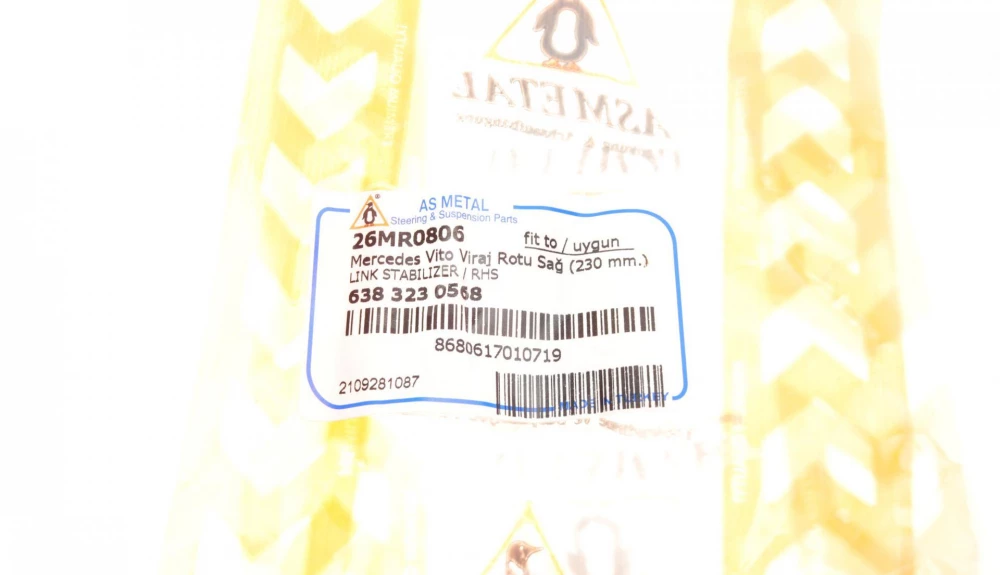 ASMETAL
AS METAL
Steering & Suspension Parts
26MR0806
fit to / uygun
Mercedes Vito Viraj Rotu Sağ (230 mm.)
LINK STABILIZER / RHS
638 323 0568
8680617010719
2109281087
MADE IN TURKEY